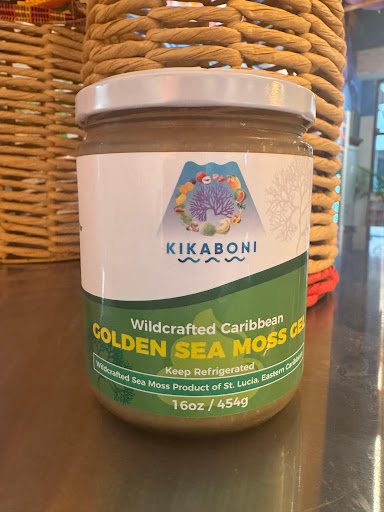 KIKABONI
Wildcrafted Caribbean
GOLDEN SEA MOSS GEL
Keep Refrigerated
Wildcrafted Sea Moss Product of St. Lucia, Eastern Caribbean
16oz / 454g